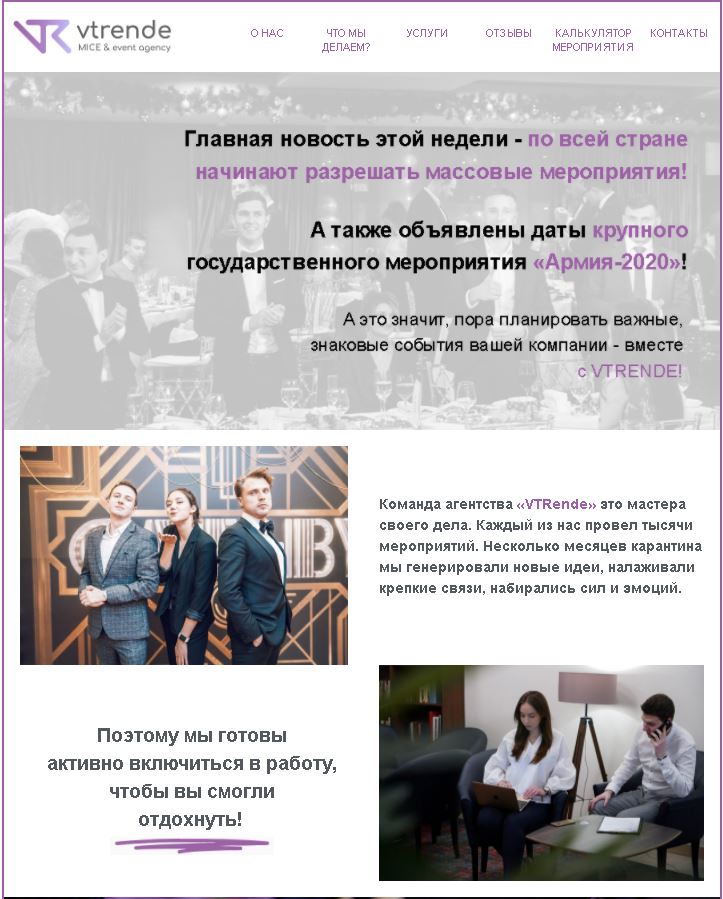 vtrende
MICE & event agency
О НАС
ЧТО МЫ
ДЕЛАЕМ?
УСЛУГИ
ОТЗЫВЫ
КАЛЬКУЛЯТОР
МЕРОПРИЯТИЯ
КОНТАКТЫ
Главная новость этой недели - по всей стране
начинают разрешать массовые мероприятия!
А также объявлены даты крупного
государственного мероприятия «Армия-2020»!
А это значит, пора планировать важные,
знаковые события вашей компании - вместе
с VTRENDE!
Команда агентства «VTRende» это мастера
своего дела. Каждый из нас провел тысячи
мероприятий. Несколько месяцев карантина
мы генерировали новые идеи, налаживали
крепкие связи, набирались сил и эмоций.
Поэтому мы готовы
активно включиться в работу,
чтобы вы смогли
отдохнуть!